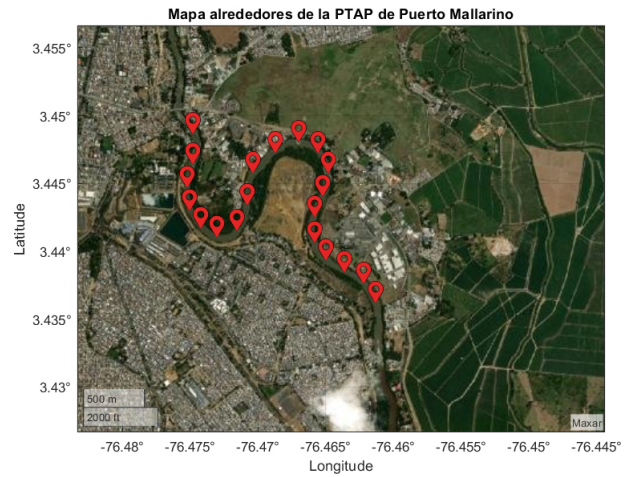 Mapa alrededores de la PTAP de Puerto Mallarino
3.455°
3.45°
3.445°
3.44°
3.435°
3.43°
Latitude
500 m
2000 ft
Maxar
-76.48° -76.475° -76.47° -76.465° -76.46° -76.455° -76.45° -76.445°
Longitude